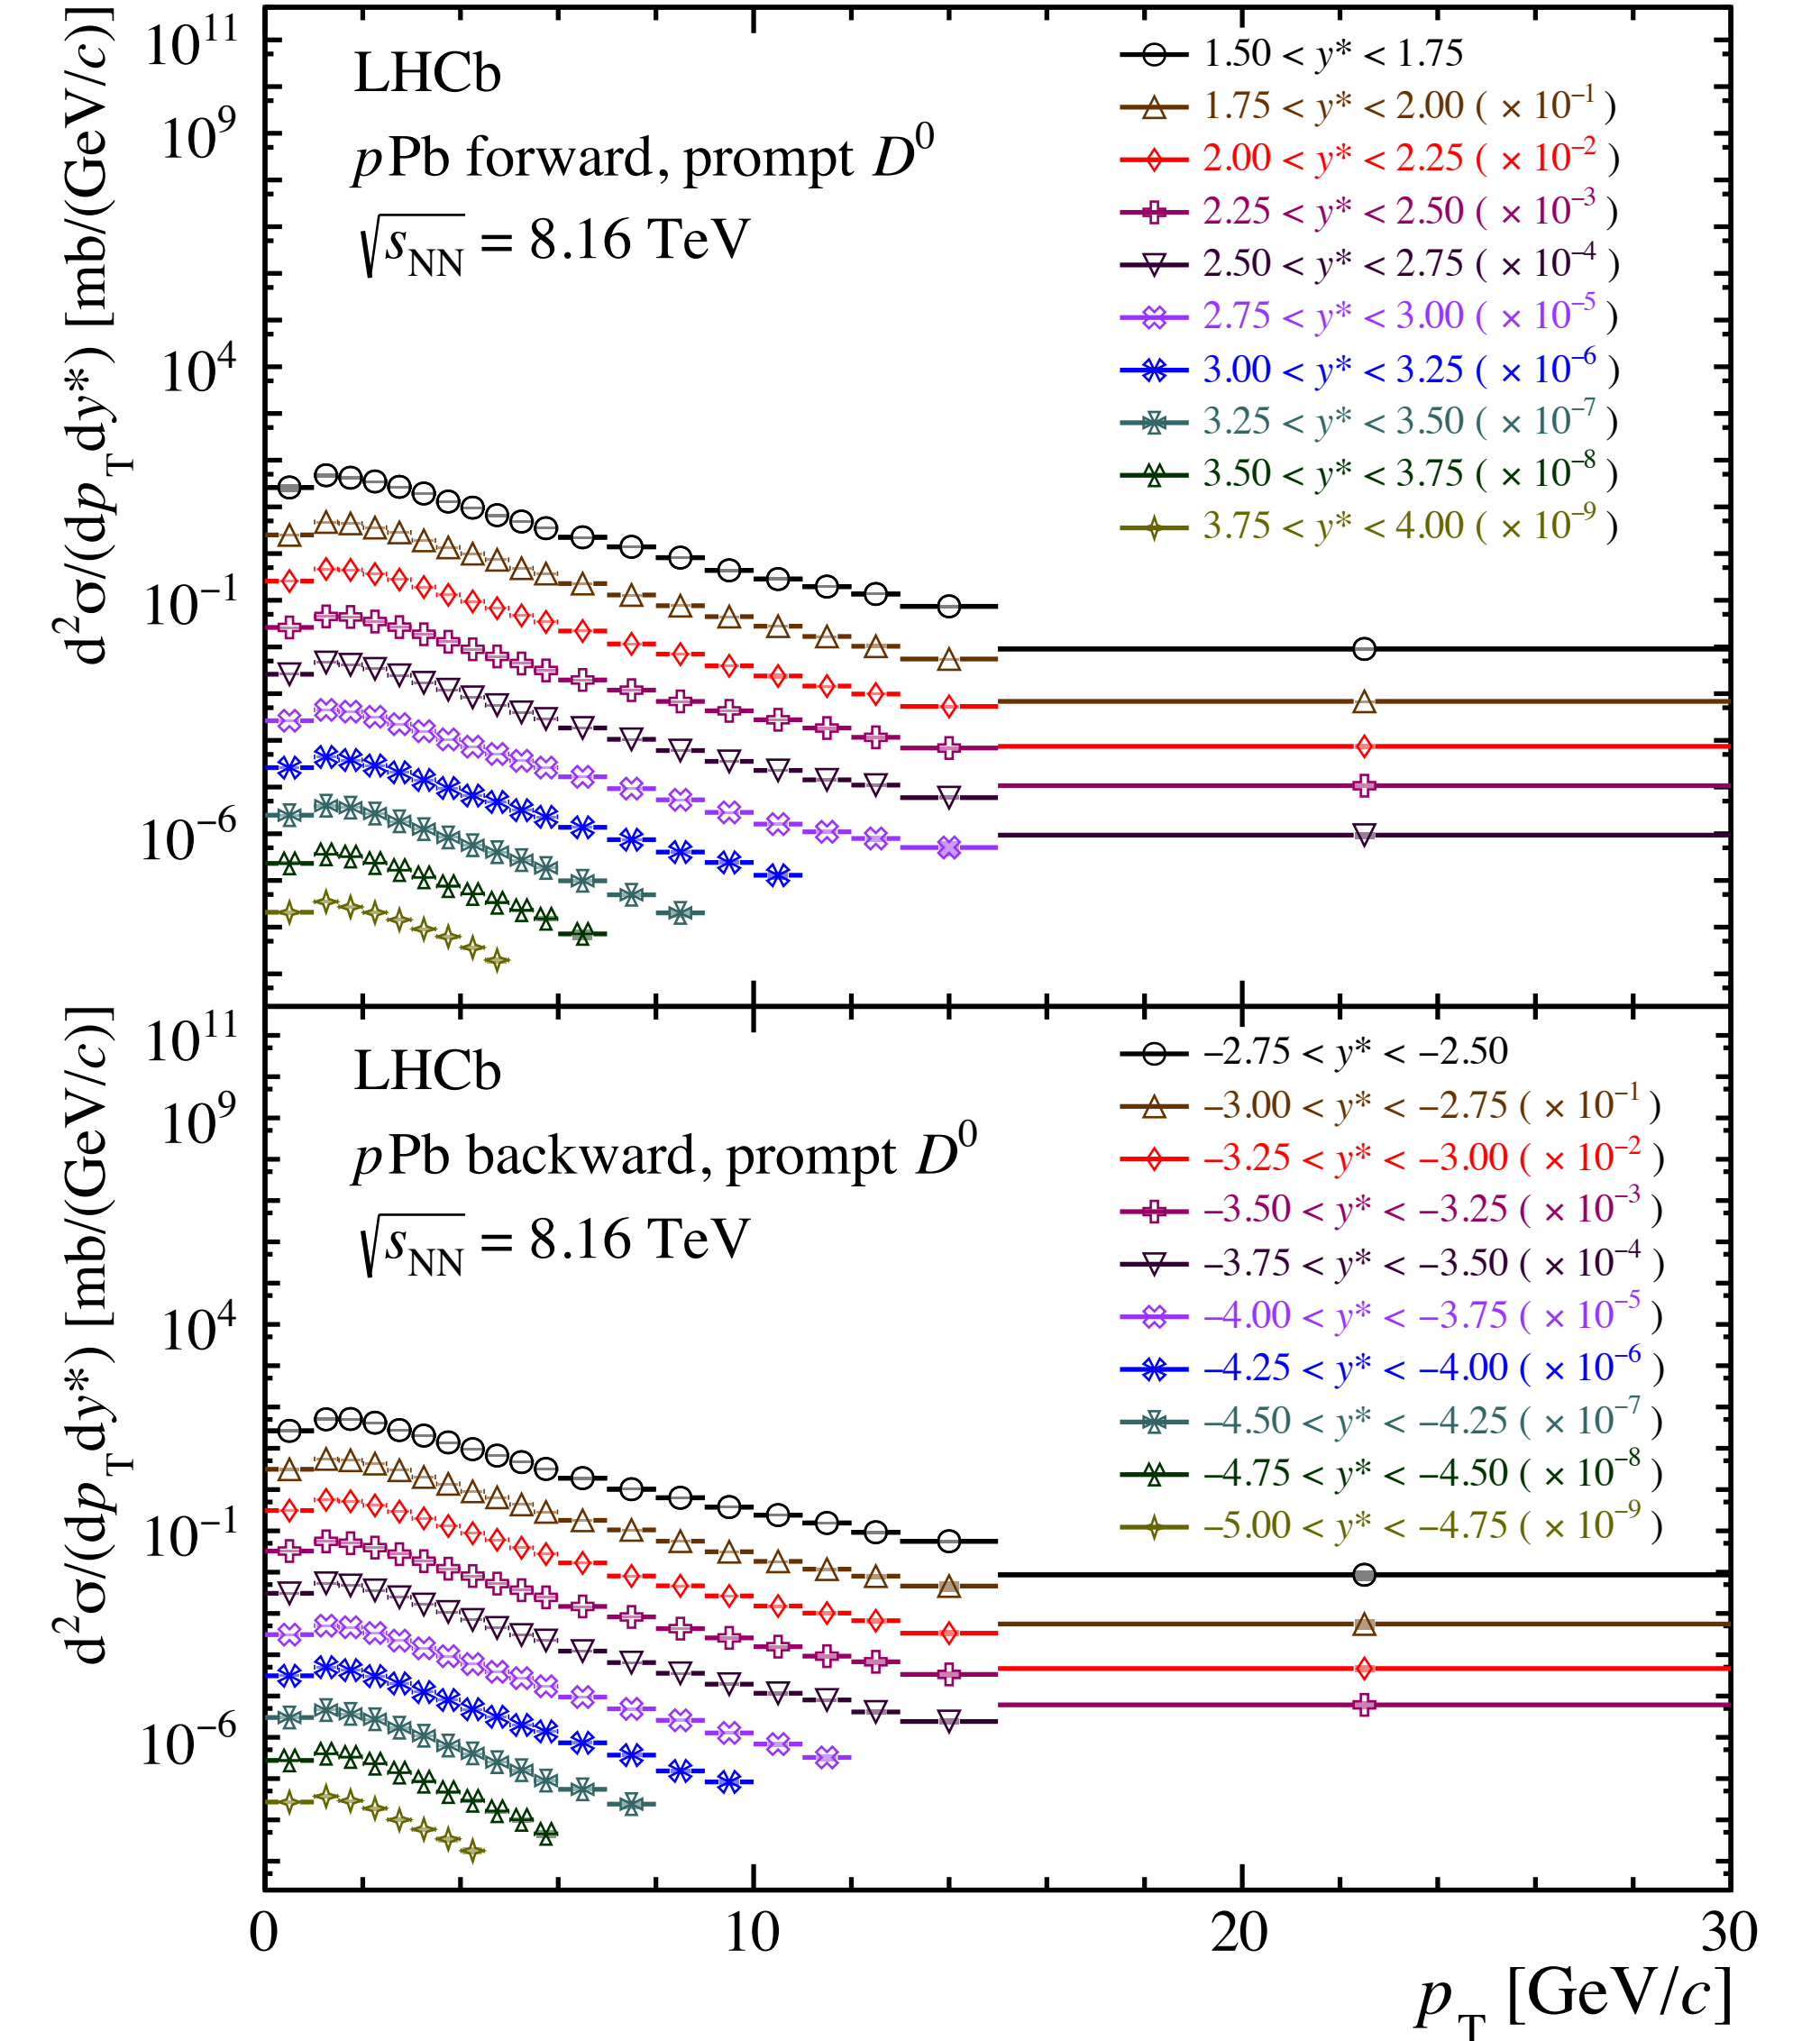 d²σ/(dp_T dy*) [mb/(GeV/c)]
10¹¹
10⁹
10⁴
10⁻¹
10⁻⁶
LHCb
pPb forward, prompt D⁰
√s_NN = 8.16 TeV
1.50 < y* < 1.75
1.75 < y* < 2.00 ( × 10⁻¹ )
2.00 < y* < 2.25 ( × 10⁻² )
2.25 < y* < 2.50 ( × 10⁻³ )
2.50 < y* < 2.75 ( × 10⁻⁴ )
2.75 < y* < 3.00 ( × 10⁻⁵ )
3.00 < y* < 3.25 ( × 10⁻⁶ )
3.25 < y* < 3.50 ( × 10⁻⁷ )
3.50 < y* < 3.75 ( × 10⁻⁸ )
3.75 < y* < 4.00 ( × 10⁻⁹ )
d²σ/(dp_T dy*) [mb/(GeV/c)]
10¹¹
10⁹
10⁴
10⁻¹
10⁻⁶
LHCb
pPb backward, prompt D⁰
√s_NN = 8.16 TeV
–2.75 < y* < –2.50
–3.00 < y* < –2.75 ( × 10⁻¹ )
–3.25 < y* < –3.00 ( × 10⁻² )
–3.50 < y* < –3.25 ( × 10⁻³ )
–3.75 < y* < –3.50 ( × 10⁻⁴ )
–4.00 < y* < –3.75 ( × 10⁻⁵ )
–4.25 < y* < –4.00 ( × 10⁻⁶ )
–4.50 < y* < –4.25 ( × 10⁻⁷ )
–4.75 < y* < –4.50 ( × 10⁻⁸ )
–5.00 < y* < –4.75 ( × 10⁻⁹ )
0 10 20 30
p_T [GeV/c]